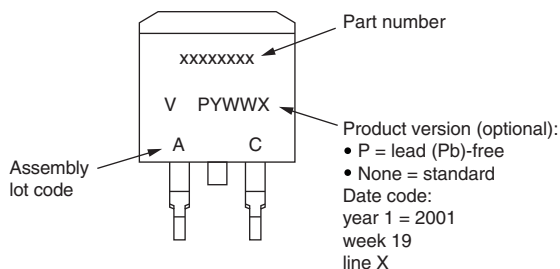 Part number
xxxxxxxx
V PYWWX
A C
Assembly
lot code
Product version (optional):
• P = lead (Pb)-free
• None = standard
Date code:
year 1 = 2001
week 19
line X